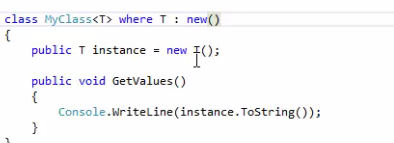 class MyClass<T> where T : new()
{
public T instance = new T();
public void GetValues()
{
Console.WriteLine(instance.ToString());
}
}